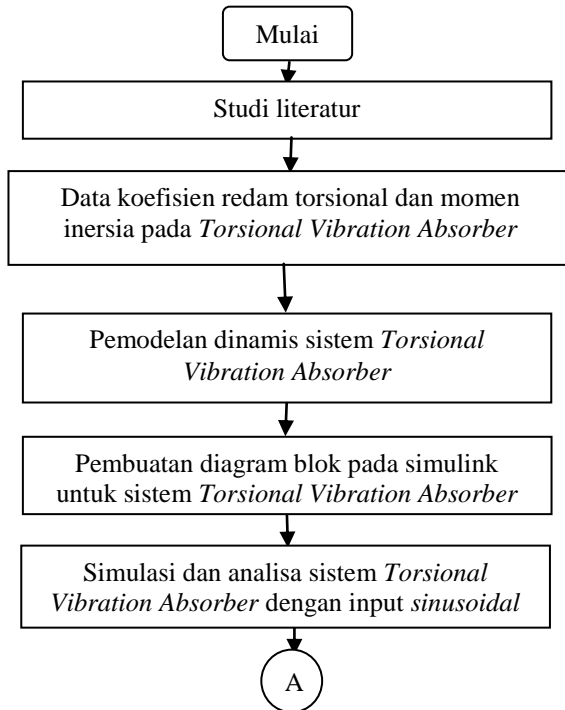 Mulai
Studi literatur
Data koefisien redam torsional dan momen
inersia pada Torsional Vibration Absorber
Pemodelan dinamis sistem Torsional
Vibration Absorber
Pembuatan diagram blok pada simulink
untuk sistem Torsional Vibration Absorber
Simulasi dan analisa sistem Torsional
Vibration Absorber dengan input sinusoidal
A